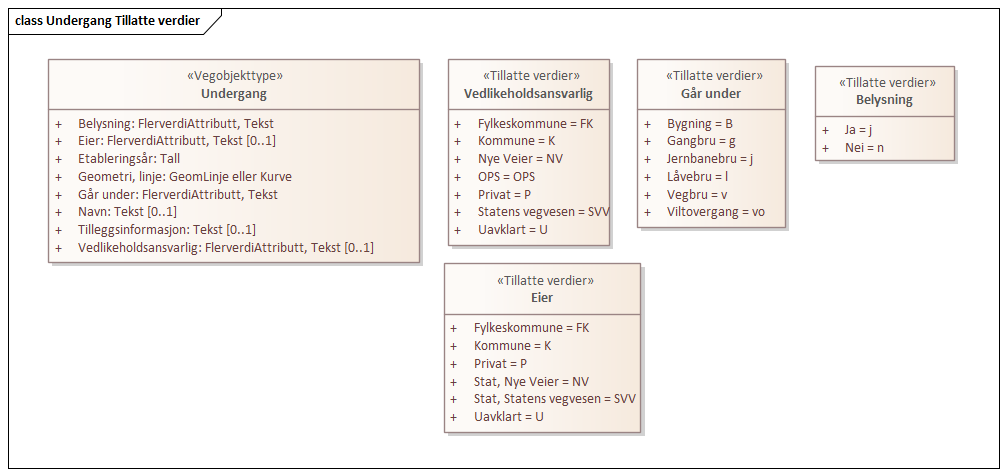 class Undergang Tillatte verdier
«Vegobjekttype»
Undergang
+ Belysning: FlerverdiAttributt, Tekst
+ Eier: FlerverdiAttributt, Tekst [0..1]
+ Etableringsår: Tall
+ Geometri, linje: GeomLinje eller Kurve
+ Går under: FlerverdiAttributt, Tekst
+ Navn: Tekst [0..1]
+ Tilleggsinformasjon: Tekst [0..1]
+ Vedlikeholdsansvarlig: FlerverdiAttributt, Tekst [0..1]
«Tillatte verdier»
Vedlikeholdsansvarlig
+ Fylkeskommune = FK
+ Kommune = K
+ Nye Veier = NV
+ OPS = OPS
+ Privat = P
+ Statens vegvesen = SVV
+ Uavklart = U
«Tillatte verdier»
Går under
+ Bygning = B
+ Gangbru = g
+ Jernbanebru = j
+ Låvebru = l
+ Vegbru = v
+ Viltovergang = vo
«Tillatte verdier»
Belysning
+ Ja = j
+ Nei = n
«Tillatte verdier»
Eier
+ Fylkeskommune = FK
+ Kommune = K
+ Privat = P
+ Stat, Nye Veier = NV
+ Stat, Statens vegvesen = SVV
+ Uavklart = U